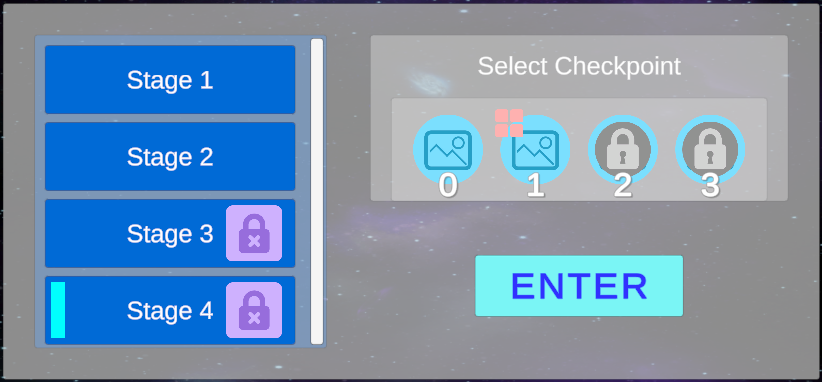 Stage 1
Stage 2
Stage 3
Stage 4
Select Checkpoint
0 1 2 3
ENTER